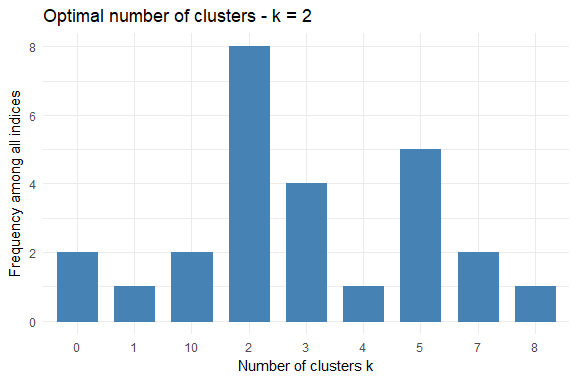 Optimal number of clusters - k = 2
Frequency among all indices
8
6
4
2
0
0 1 10 2 3 4 5 7 8
Number of clusters k